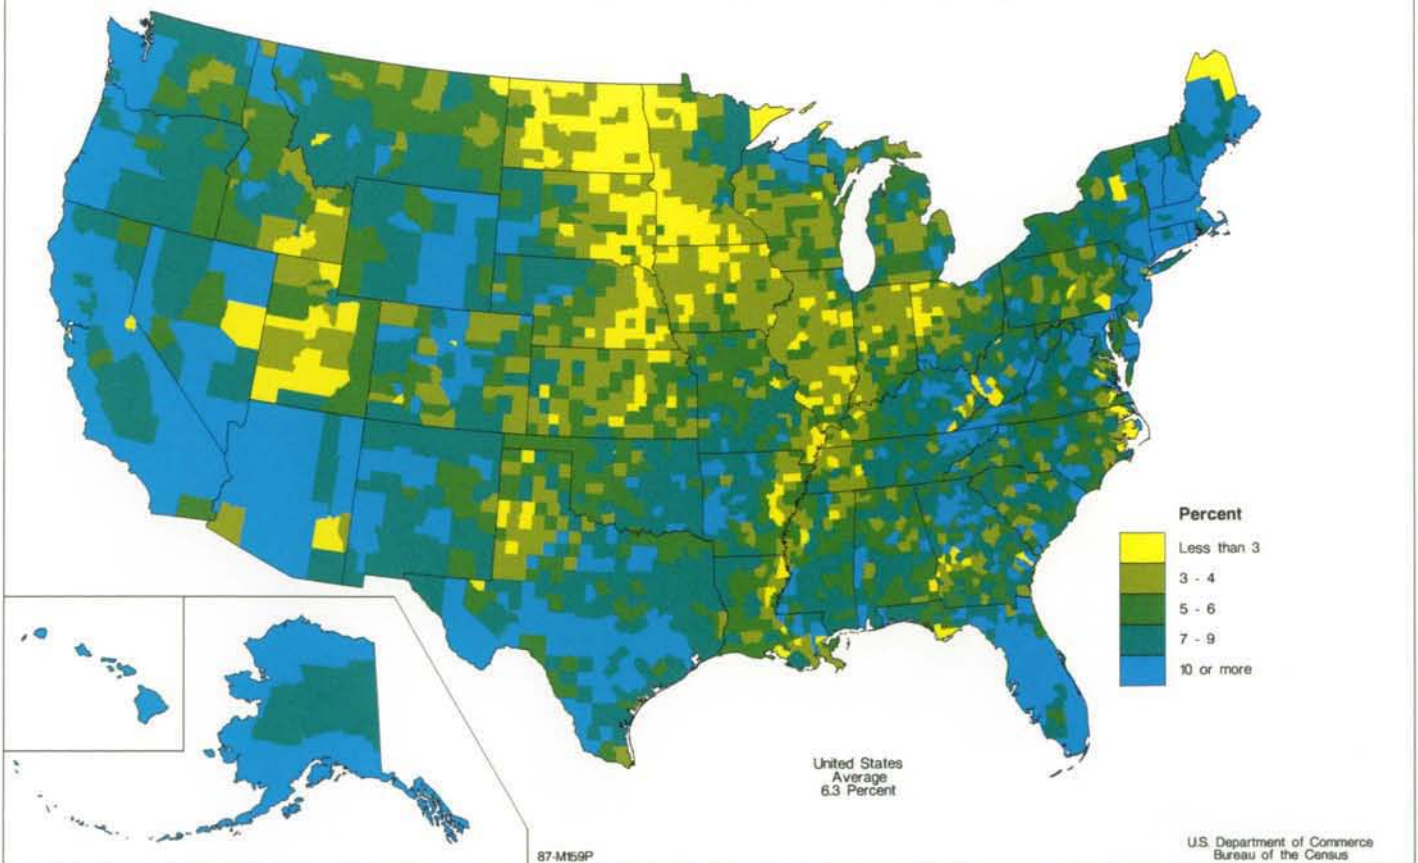 Percent
Less than 3
3 - 4
5 - 6
7 - 9
10 or more
United States
Average
6.3 Percent
87-M159P
U.S. Department of Commerce
Bureau of the Census